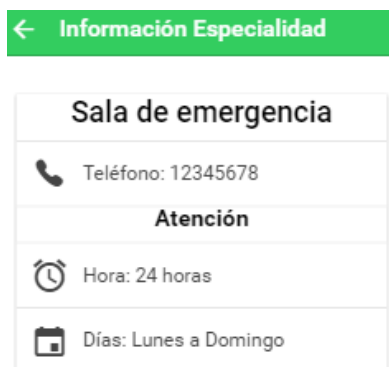 Información Especialidad
Sala de emergencia
Teléfono: 12345678
Atención
Hora: 24 horas
Días: Lunes a Domingo